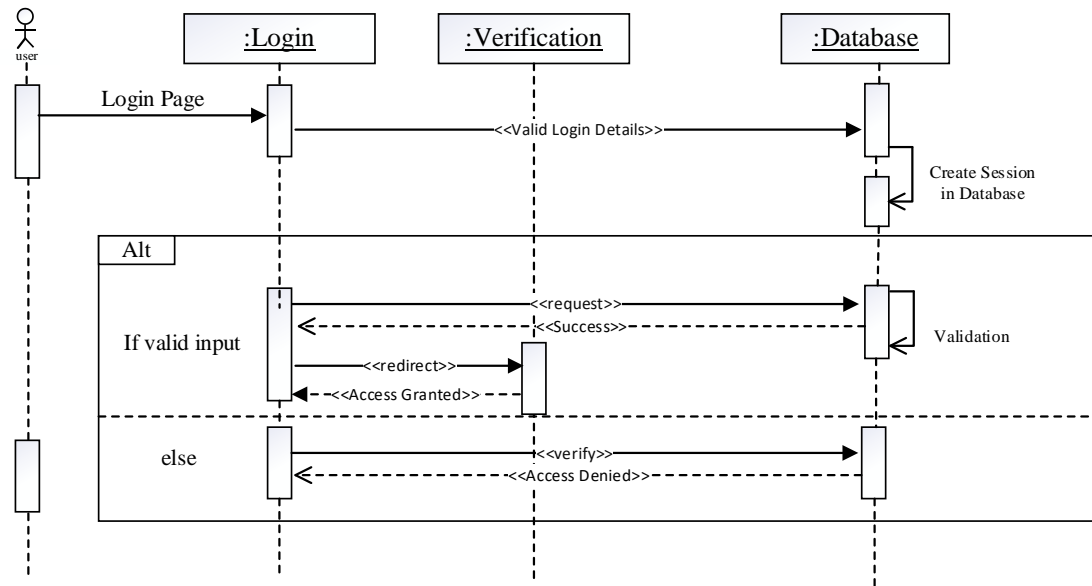 user
:Login
:Verification
:Database
Login Page
<<Valid Login Details>>
Create Session
in Database
Alt
<<request>>
<<Success>>
If valid input
Validation
<<redirect>>
<<Access Granted>>
else
<<verify>>
<<Access Denied>>